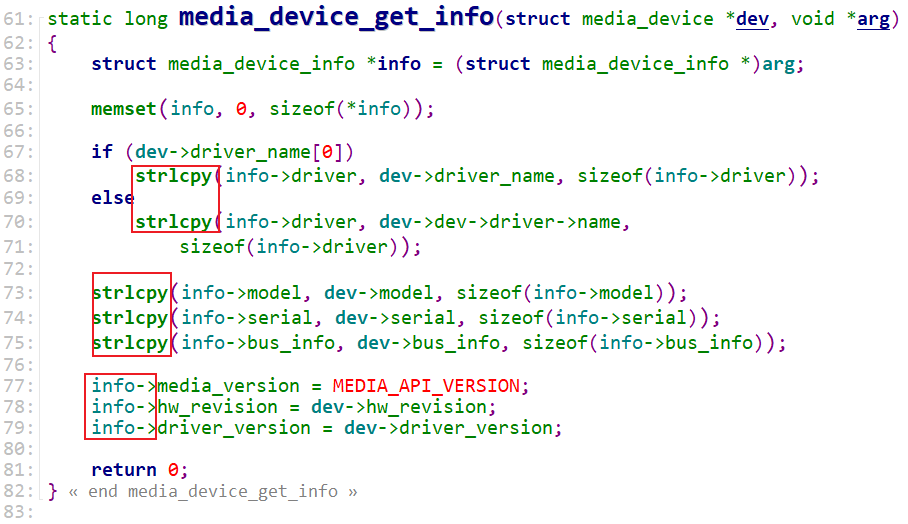 61: static long media_device_get_info(struct media_device *dev, void *arg)
62: {
63:     struct media_device_info *info = (struct media_device_info *)arg;
64:
65:     memset(info, 0, sizeof(*info));
66:
67:     if (dev->driver_name[0])
68:         strlcpy(info->driver, dev->driver_name, sizeof(info->driver));
69:     else
70:         strlcpy(info->driver, dev->dev->driver->name,
71:             sizeof(info->driver));
72:
73:     strlcpy(info->model, dev->model, sizeof(info->model));
74:     strlcpy(info->serial, dev->serial, sizeof(info->serial));
75:     strlcpy(info->bus_info, dev->bus_info, sizeof(info->bus_info));
76:
77:     info->media_version = MEDIA_API_VERSION;
78:     info->hw_revision = dev->hw_revision;
79:     info->driver_version = dev->driver_version;
80:
81:     return 0;
82: } « end media_device_get_info »
83: